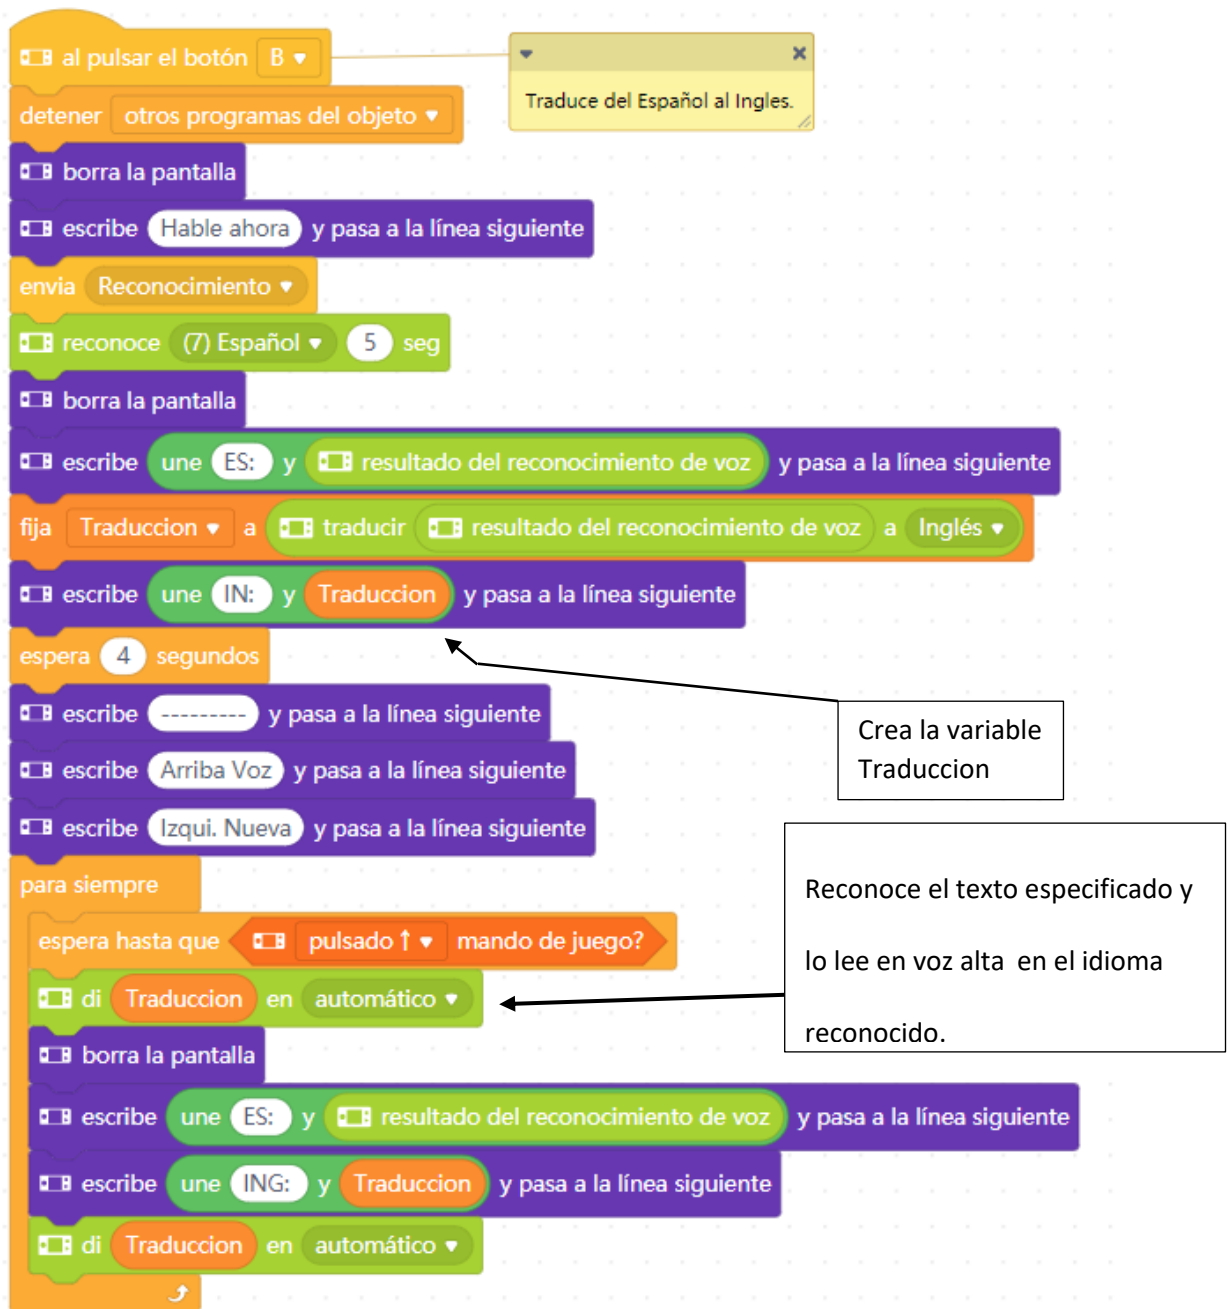 al pulsar el botón B
Traduce del Español al Ingles.
detener otros programas del objeto
borra la pantalla
escribe Hable ahora y pasa a la línea siguiente
envia Reconocimiento
reconoce (7) Español 5 seg
borra la pantalla
escribe une ES: y resultado del reconocimiento de voz y pasa a la línea siguiente
fija Traduccion a traducir resultado del reconocimiento de voz a Inglés
escribe une IN: y Traduccion y pasa a la línea siguiente
espera 4 segundos
escribe --------- y pasa a la línea siguiente
Crea la variable
Traduccion
escribe Arriba Voz y pasa a la línea siguiente
escribe Izqui. Nueva y pasa a la línea siguiente
para siempre
Reconoce el texto especificado y
lo lee en voz alta en el idioma
reconocido.
espera hasta que pulsado ↑ mando de juego?
di Traduccion en automático
borra la pantalla
escribe une ES: y resultado del reconocimiento de voz y pasa a la línea siguiente
escribe une ING: y Traduccion y pasa a la línea siguiente
di Traduccion en automático